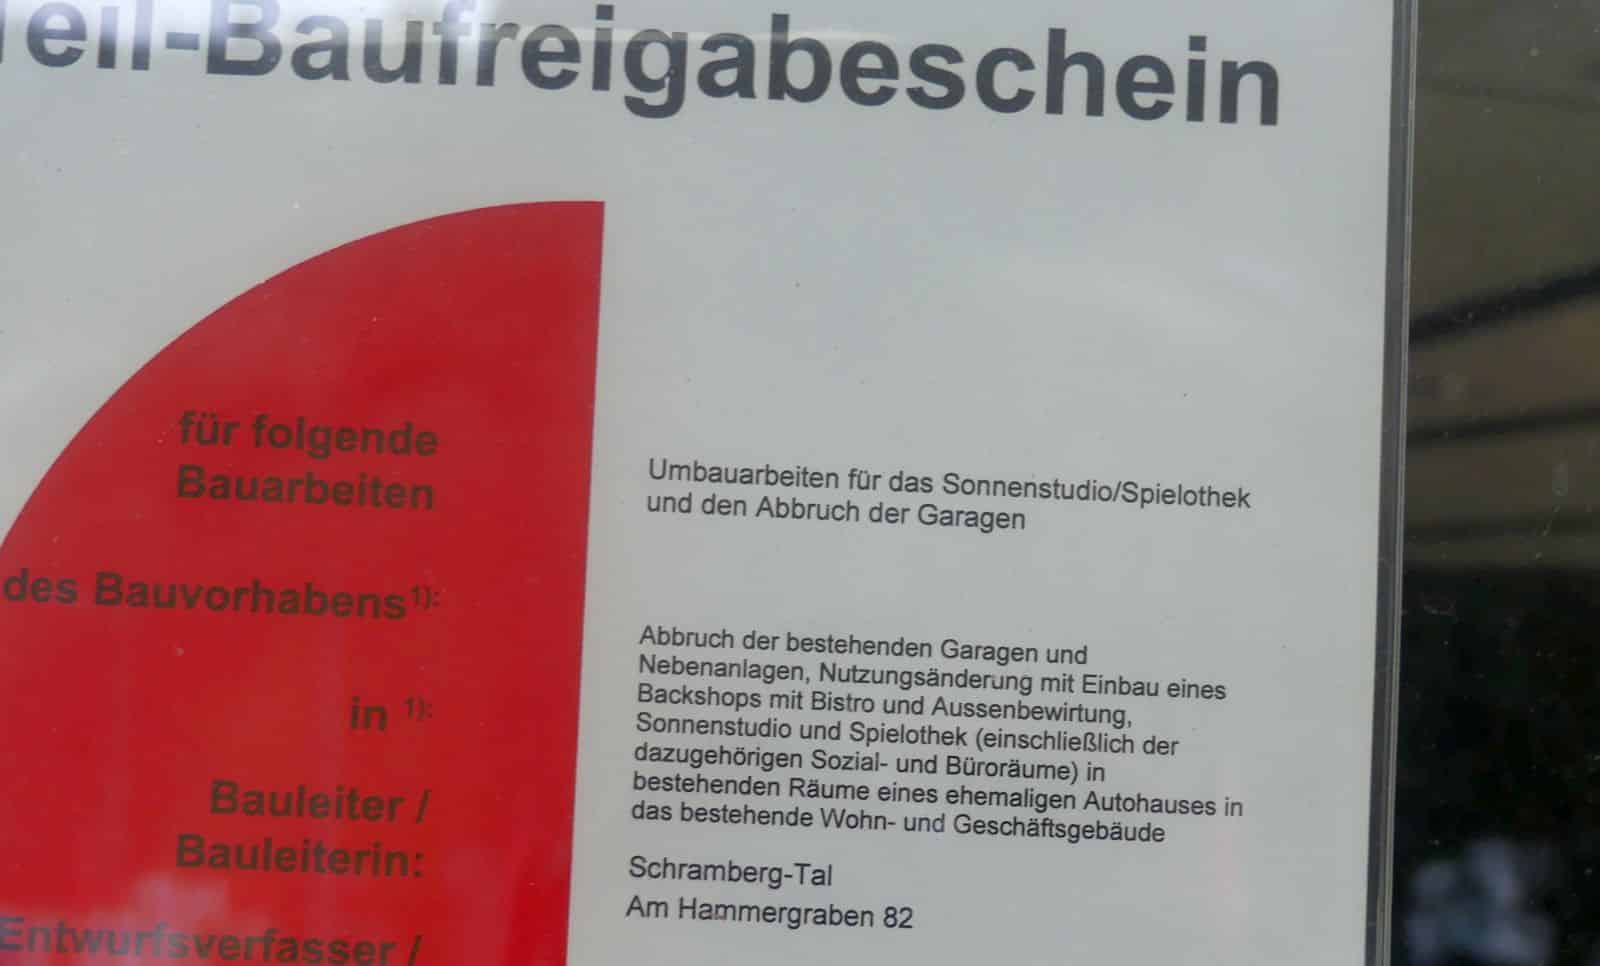 Teil-Baufreigabeschein
für folgende
Bauarbeiten
Umbauarbeiten für das Sonnenstudio/Spielothek
und den Abbruch der Garagen
des Bauvorhabens 1):
Abbruch der bestehenden Garagen und
Nebenanlagen, Nutzungsänderung mit Einbau eines
Backshops mit Bistro und Aussenbewirtung,
Sonnenstudio und Spielothek (einschließlich der
dazugehörigen Sozial- und Büroräume) in
bestehenden Räume eines ehemaligen Autohauses in
das bestehende Wohn- und Geschäftsgebäude
in 1):
Schramberg-Tal
Am Hammergraben 82
Bauleiter /
Bauleiterin:
Entwurfsverfasser /